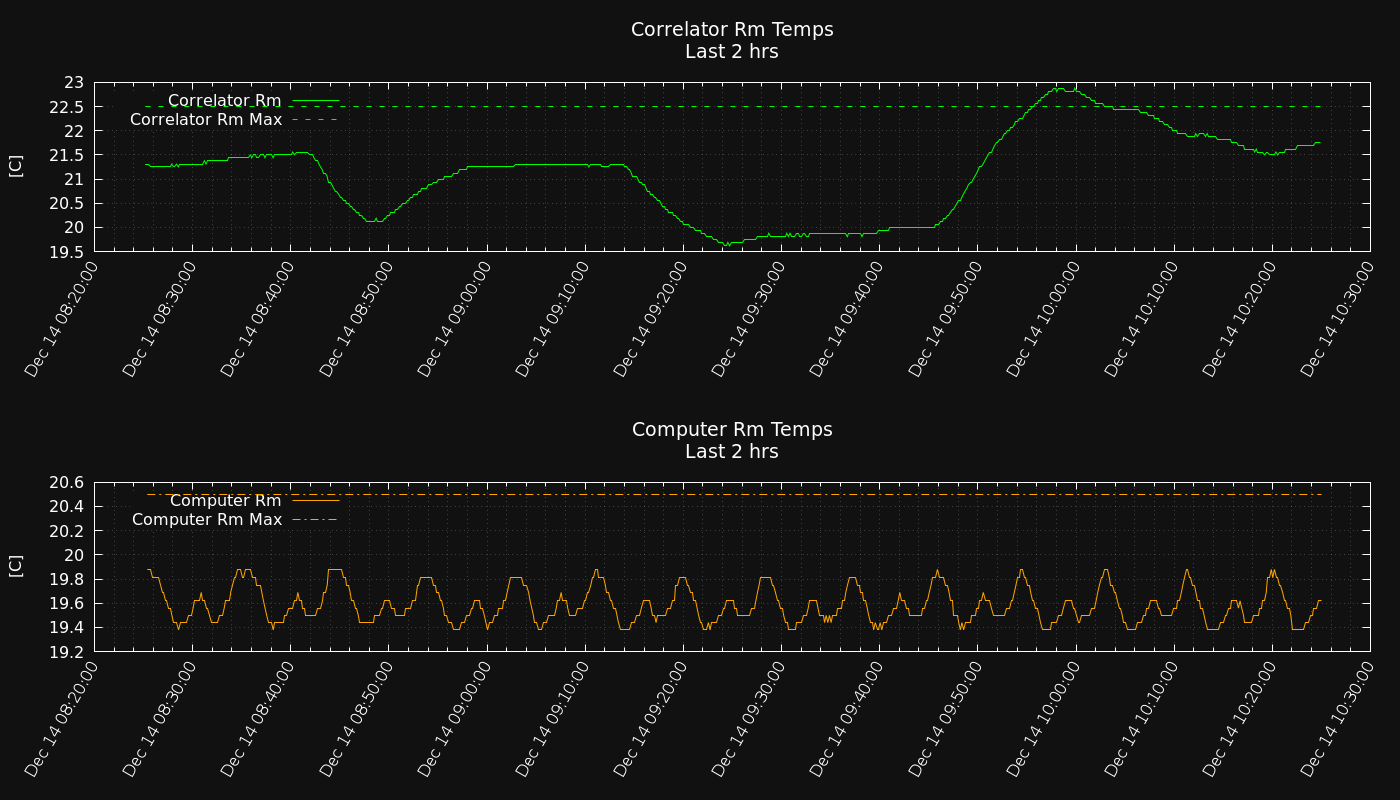 Correlator Rm Temps
Last 2 hrs
[C]
23
22.5
22
21.5
21
20.5
20
19.5
Correlator Rm
Correlator Rm Max
Dec 14 08:20:00
Dec 14 08:30:00
Dec 14 08:40:00
Dec 14 08:50:00
Dec 14 09:00:00
Dec 14 09:10:00
Dec 14 09:20:00
Dec 14 09:30:00
Dec 14 09:40:00
Dec 14 09:50:00
Dec 14 10:00:00
Dec 14 10:10:00
Dec 14 10:20:00
Dec 14 10:30:00
Computer Rm Temps
Last 2 hrs
[C]
20.6
20.4
20.2
20
19.8
19.6
19.4
19.2
Computer Rm
Computer Rm Max
Dec 14 08:20:00
Dec 14 08:30:00
Dec 14 08:40:00
Dec 14 08:50:00
Dec 14 09:00:00
Dec 14 09:10:00
Dec 14 09:20:00
Dec 14 09:30:00
Dec 14 09:40:00
Dec 14 09:50:00
Dec 14 10:00:00
Dec 14 10:10:00
Dec 14 10:20:00
Dec 14 10:30:00